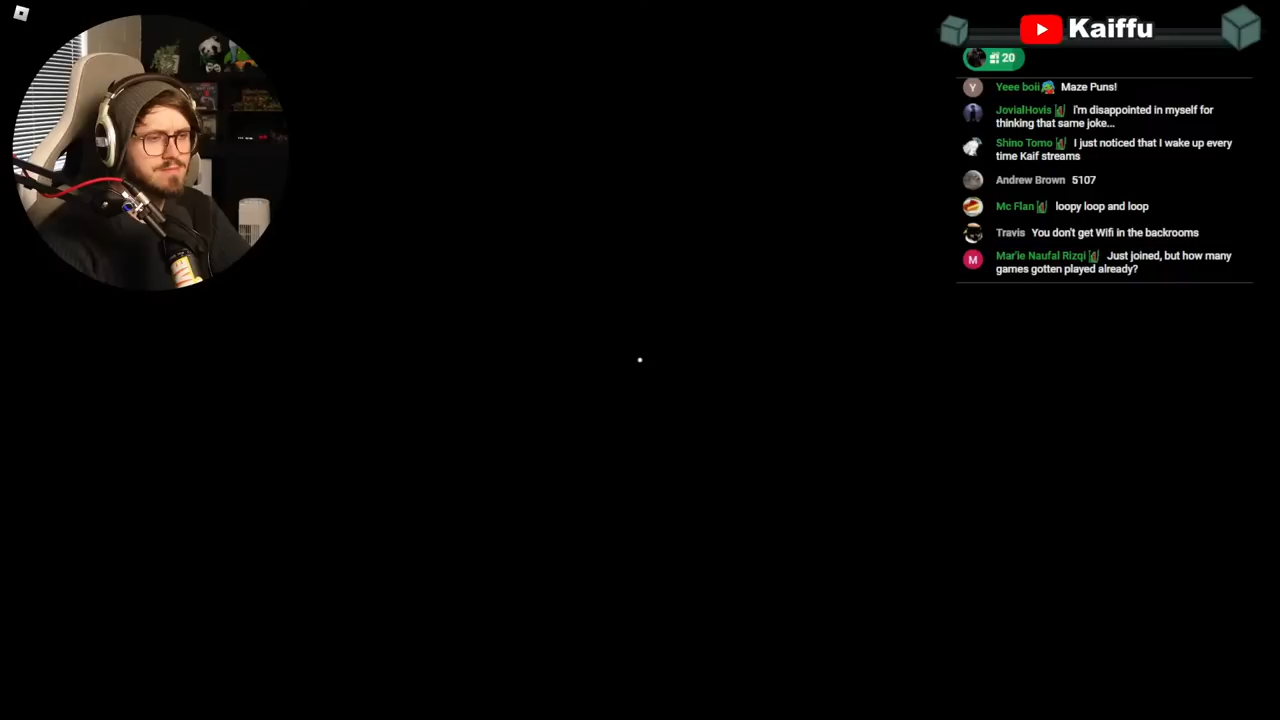 Kaiffu
20
Yeee boii Maze Puns!
JovialHovis i'm disappointed in myself for
thinking that same joke...
Shino Tomo I just noticed that I wake up every
time Kaif streams
Andrew Brown 5107
Mc Flan loopy loop and loop
Travis You don't get Wifi in the backrooms
M Mar'ie Naufal Rizqi Just joined, but how many
games gotten played already?